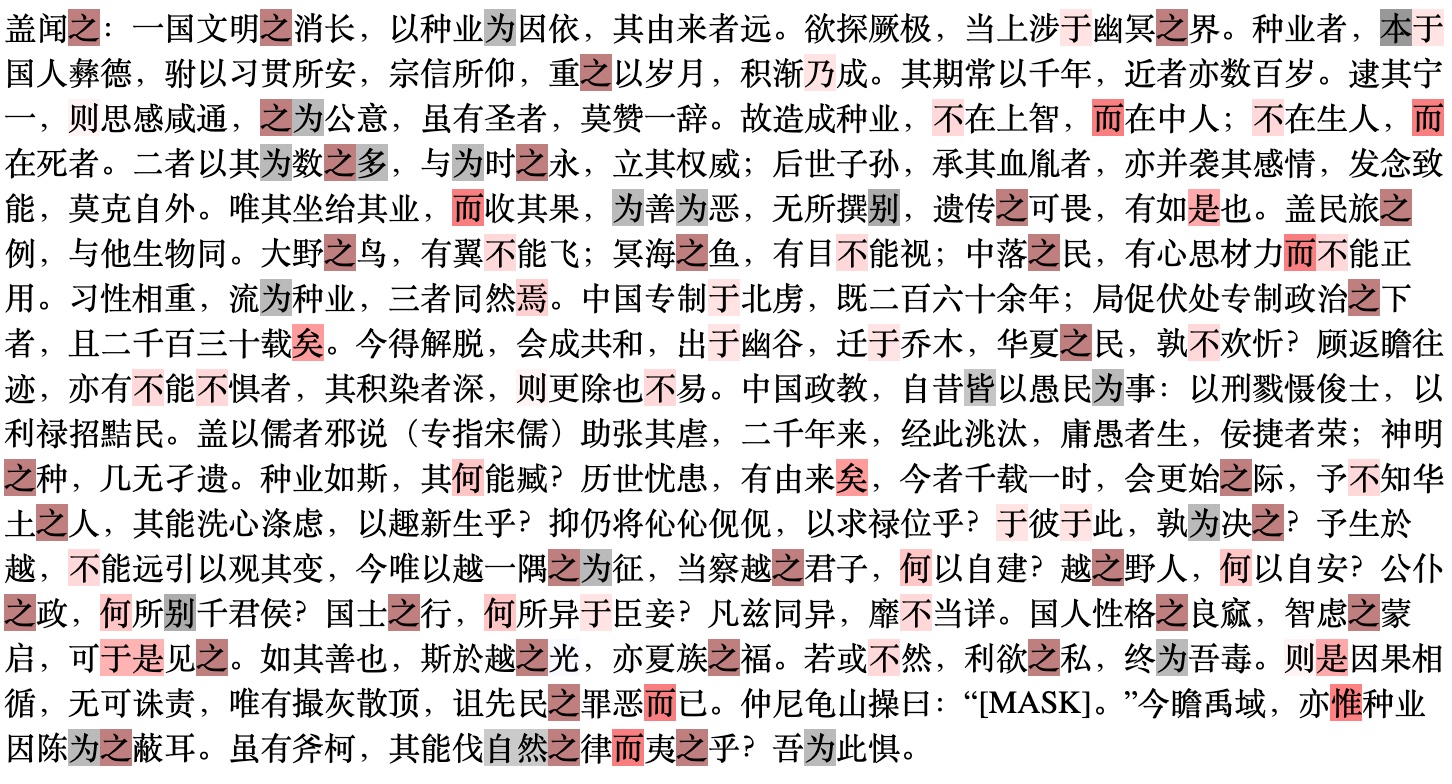 盖闻之：一国文明之消长，以种业为因依，其由来者远。欲探厥极，当上涉于幽冥之界。种业者，本于
国人彝德，驸以习贯所安，宗信所仰，重之以岁月，积渐乃成。其期常以千年，近者亦数百岁。逮其宁
一，则思感咸通，之为公意，虽有圣者，莫赞一辞。故造成种业，不在上智，而在中人；不在生人，而
在死者。二者以其为数之多，与为时之永，立其权威；后世子孙，承其血胤者，亦并袭其感情，发念致
能，莫克自外。唯其坐绐其业，而收其果，为善为恶，无所撰别，遗传之可畏，有如是也。盖民旅之
例，与他生物同。大野之鸟，有翼不能飞；冥海之鱼，有目不能视；中落之民，有心思材力而不能正
用。习性相重，流为种业，三者同然焉。中国专制于北虏，既二百六十余年；局促伏处专制政治之下
者，且二千百三十载矣。今得解脱，会成共和，出于幽谷，迁于乔木，华夏之民，孰不欢忻？顾返瞻往
迹，亦有不能不惧者，其积染者深，则更除也不易。中国政教，自昔皆以愚民为事：以刑戮慑俊士，以
利禄招黠民。盖以儒者邪说（专指宋儒）助张其虐，二千年来，经此洮汰，庸愚者生，佞捷者荣；神明
之种，几无孑遗。种业如斯，其何能臧？历世忧患，有由来矣，今者千载一时，会更始之际，予不知华
土之人，其能洗心涤虑，以趣新生乎？抑仍将伈伈伣伣，以求禄位乎？于彼于此，孰为决之？予生於
越，不能远引以观其变，今唯以越一隅之为征，当察越之君子，何以自建？越之野人，何以自安？公仆
之政，何所别千君侯？国士之行，何所异于臣妾？凡兹同异，靡不当详。国人性格之良窳，智虑之蒙
启，可于是见之。如其善也，斯於越之光，亦夏族之福。若或不然，利欲之私，终为吾毒。则是因果相
循，无可诛责，唯有撮灰散顶，诅先民之罪恶而已。仲尼龟山操曰：“[MASK]。”今瞻禹域，亦惟种业
因陈为之蔽耳。虽有斧柯，其能伐自然之律而夷之乎？吾为此惧。